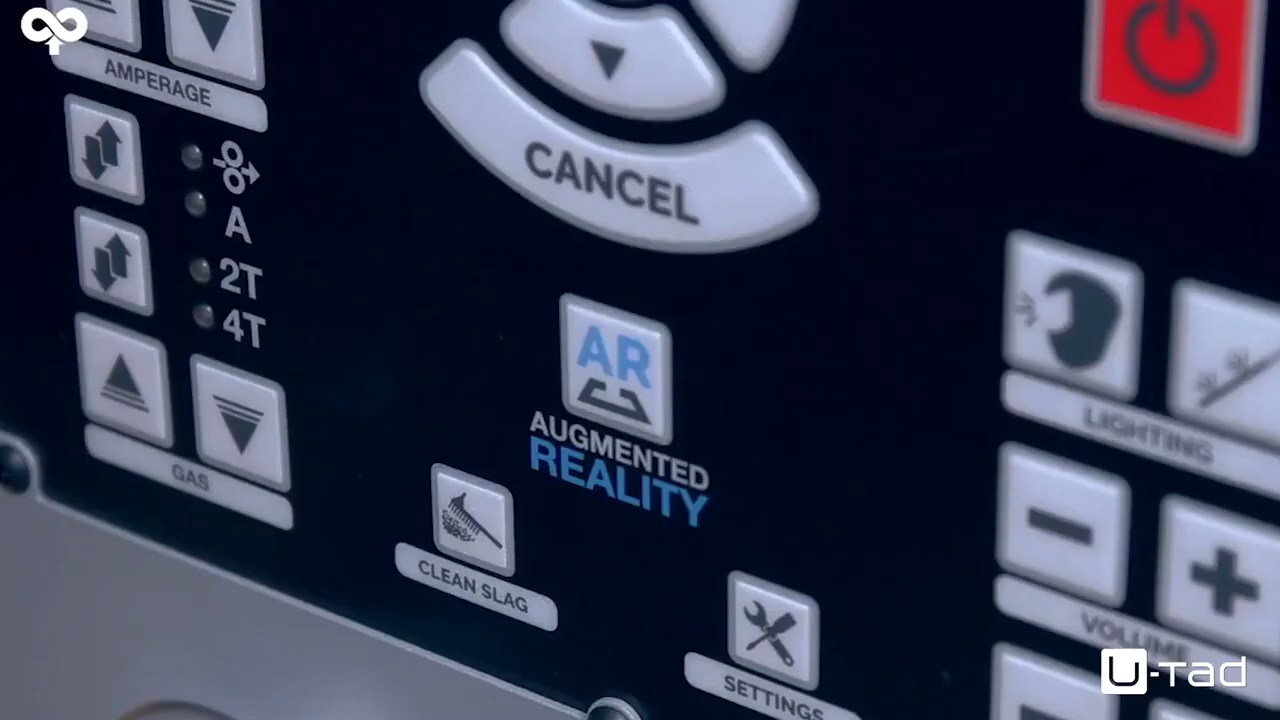 AMPERAGE
CANCEL
A
2T
4T
AR
AUGMENTED
REALITY
GAS
LIGHTING
CLEAN SLAG
VOLUME
SETTINGS
U-TAD